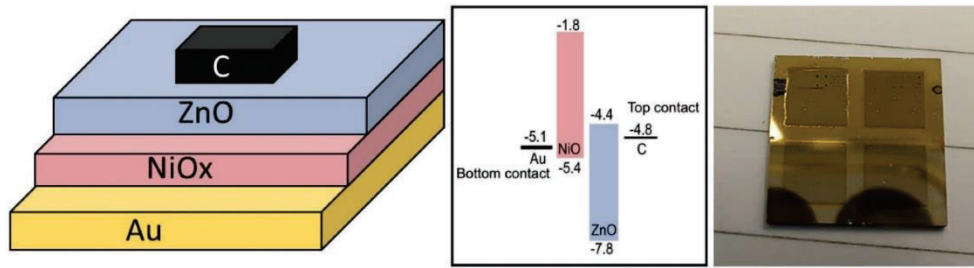 C
ZnO
NiOx
Au
-1.8
-4.4
Top contact
-5.1
-4.8
Au
NiO
C
Bottom contact
-5.4
ZnO
-7.8